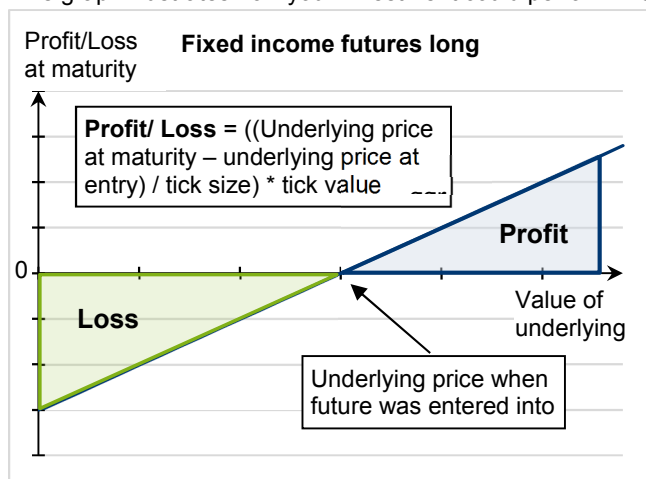 Profit/Loss
at maturity
Fixed income futures long
Profit/ Loss = ((Underlying price
at maturity – underlying price at
entry) / tick size) * tick value
Profit
0
Loss
Value of
underlying
Underlying price when
future was entered into